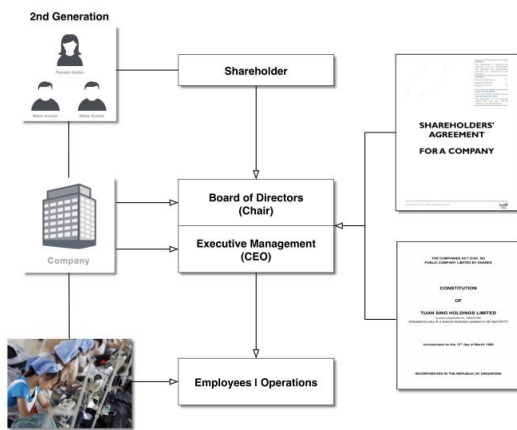 2nd Generation
Female Avatar
Male Avatar
Male Avatar
Shareholder
Board of Directors
(Chair)
Executive Management
(CEO)
Company
Employees | Operations
SHAREHOLDERS'
AGREEMENT
FOR A COMPANY
THE COMPANIES ACT (CAP. 50)
PUBLIC COMPANY LIMITED BY SHARES
CONSTITUTION
OF
TUAN SING HOLDINGS LIMITED
INCORPORATED IN THE REPUBLIC OF SINGAPORE